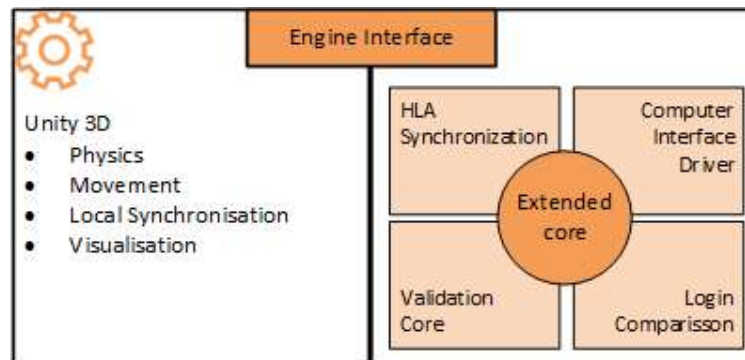 Engine Interface
Unity 3D
• Physics
• Movement
• Local Synchronisation
• Visualisation
HLA
Synchronization
Computer
Interface
Driver
Extended
core
Validation
Core
Login
Comparisson